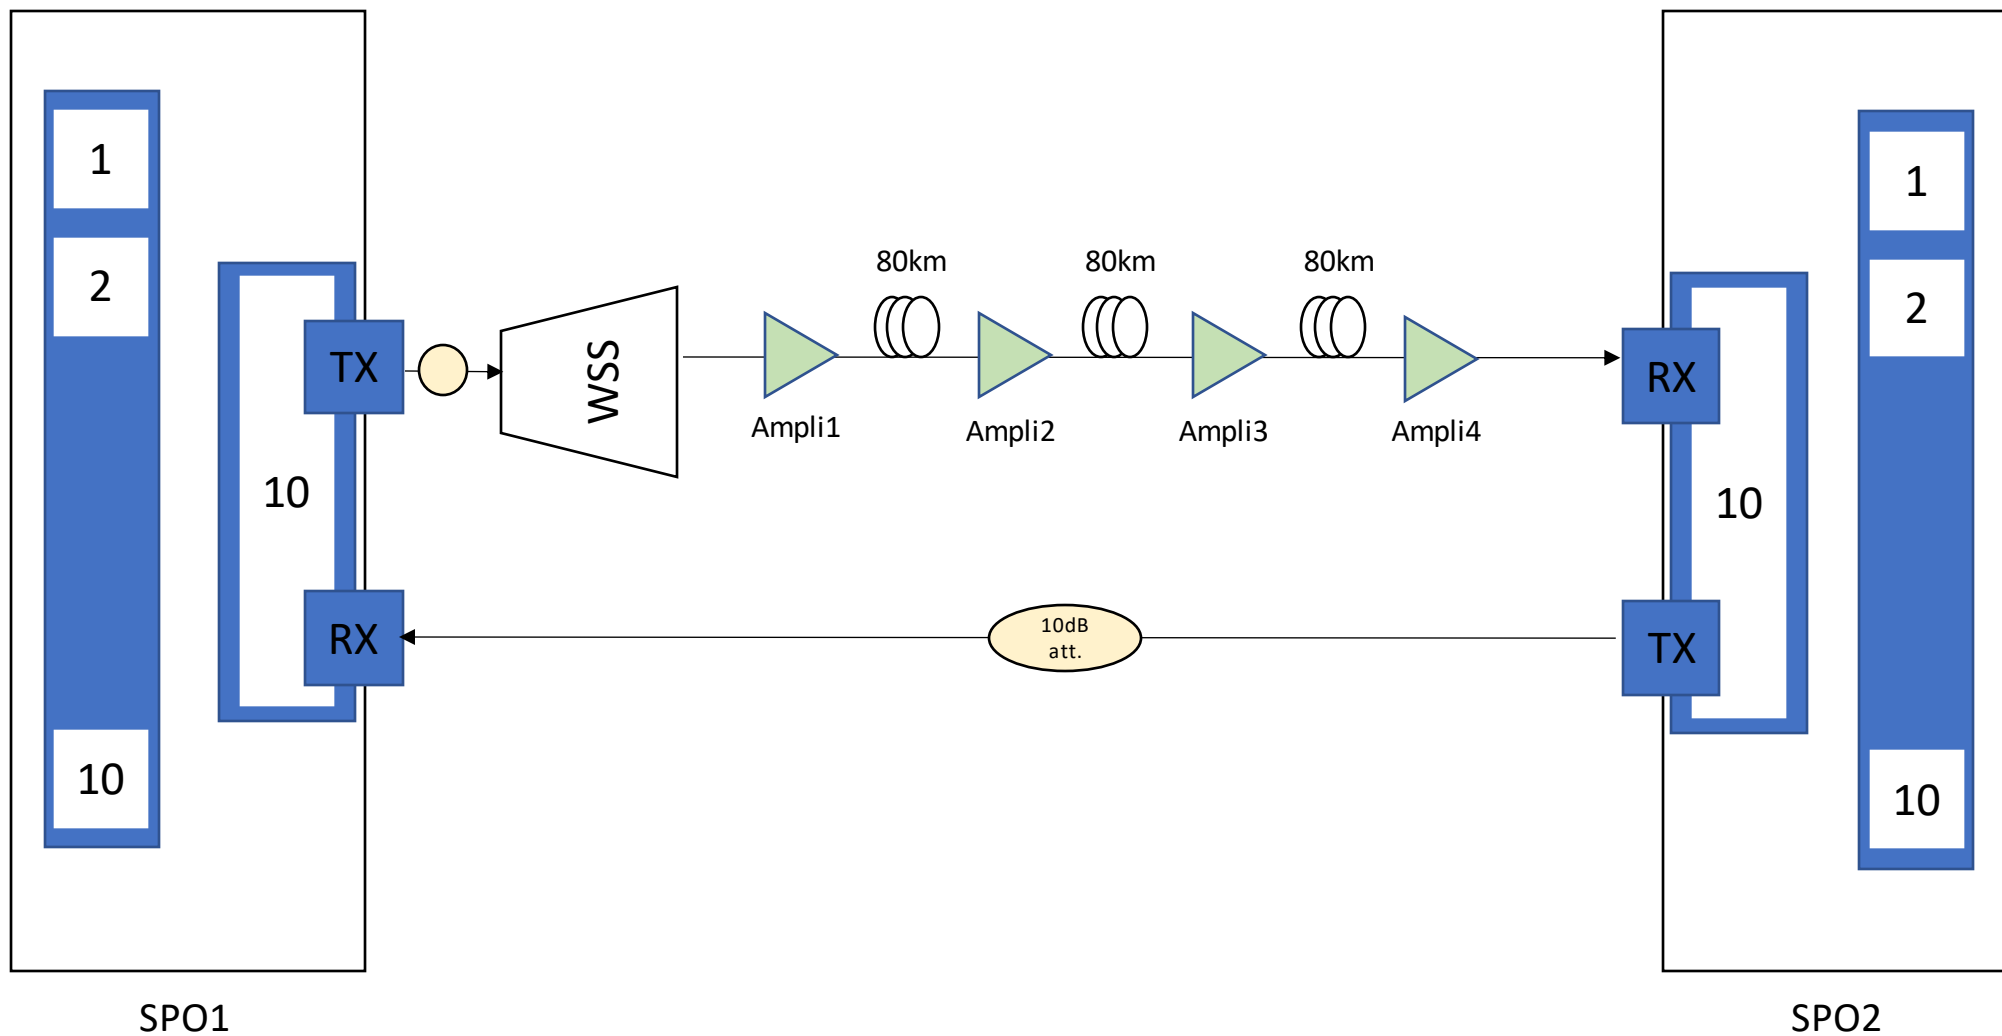 1
2
10
10
TX
RX
WSS
80km
80km
80km
Ampli1
Ampli2
Ampli3
Ampli4
10dB
att.
RX
TX
10
1
2
10
SPO1
SPO2